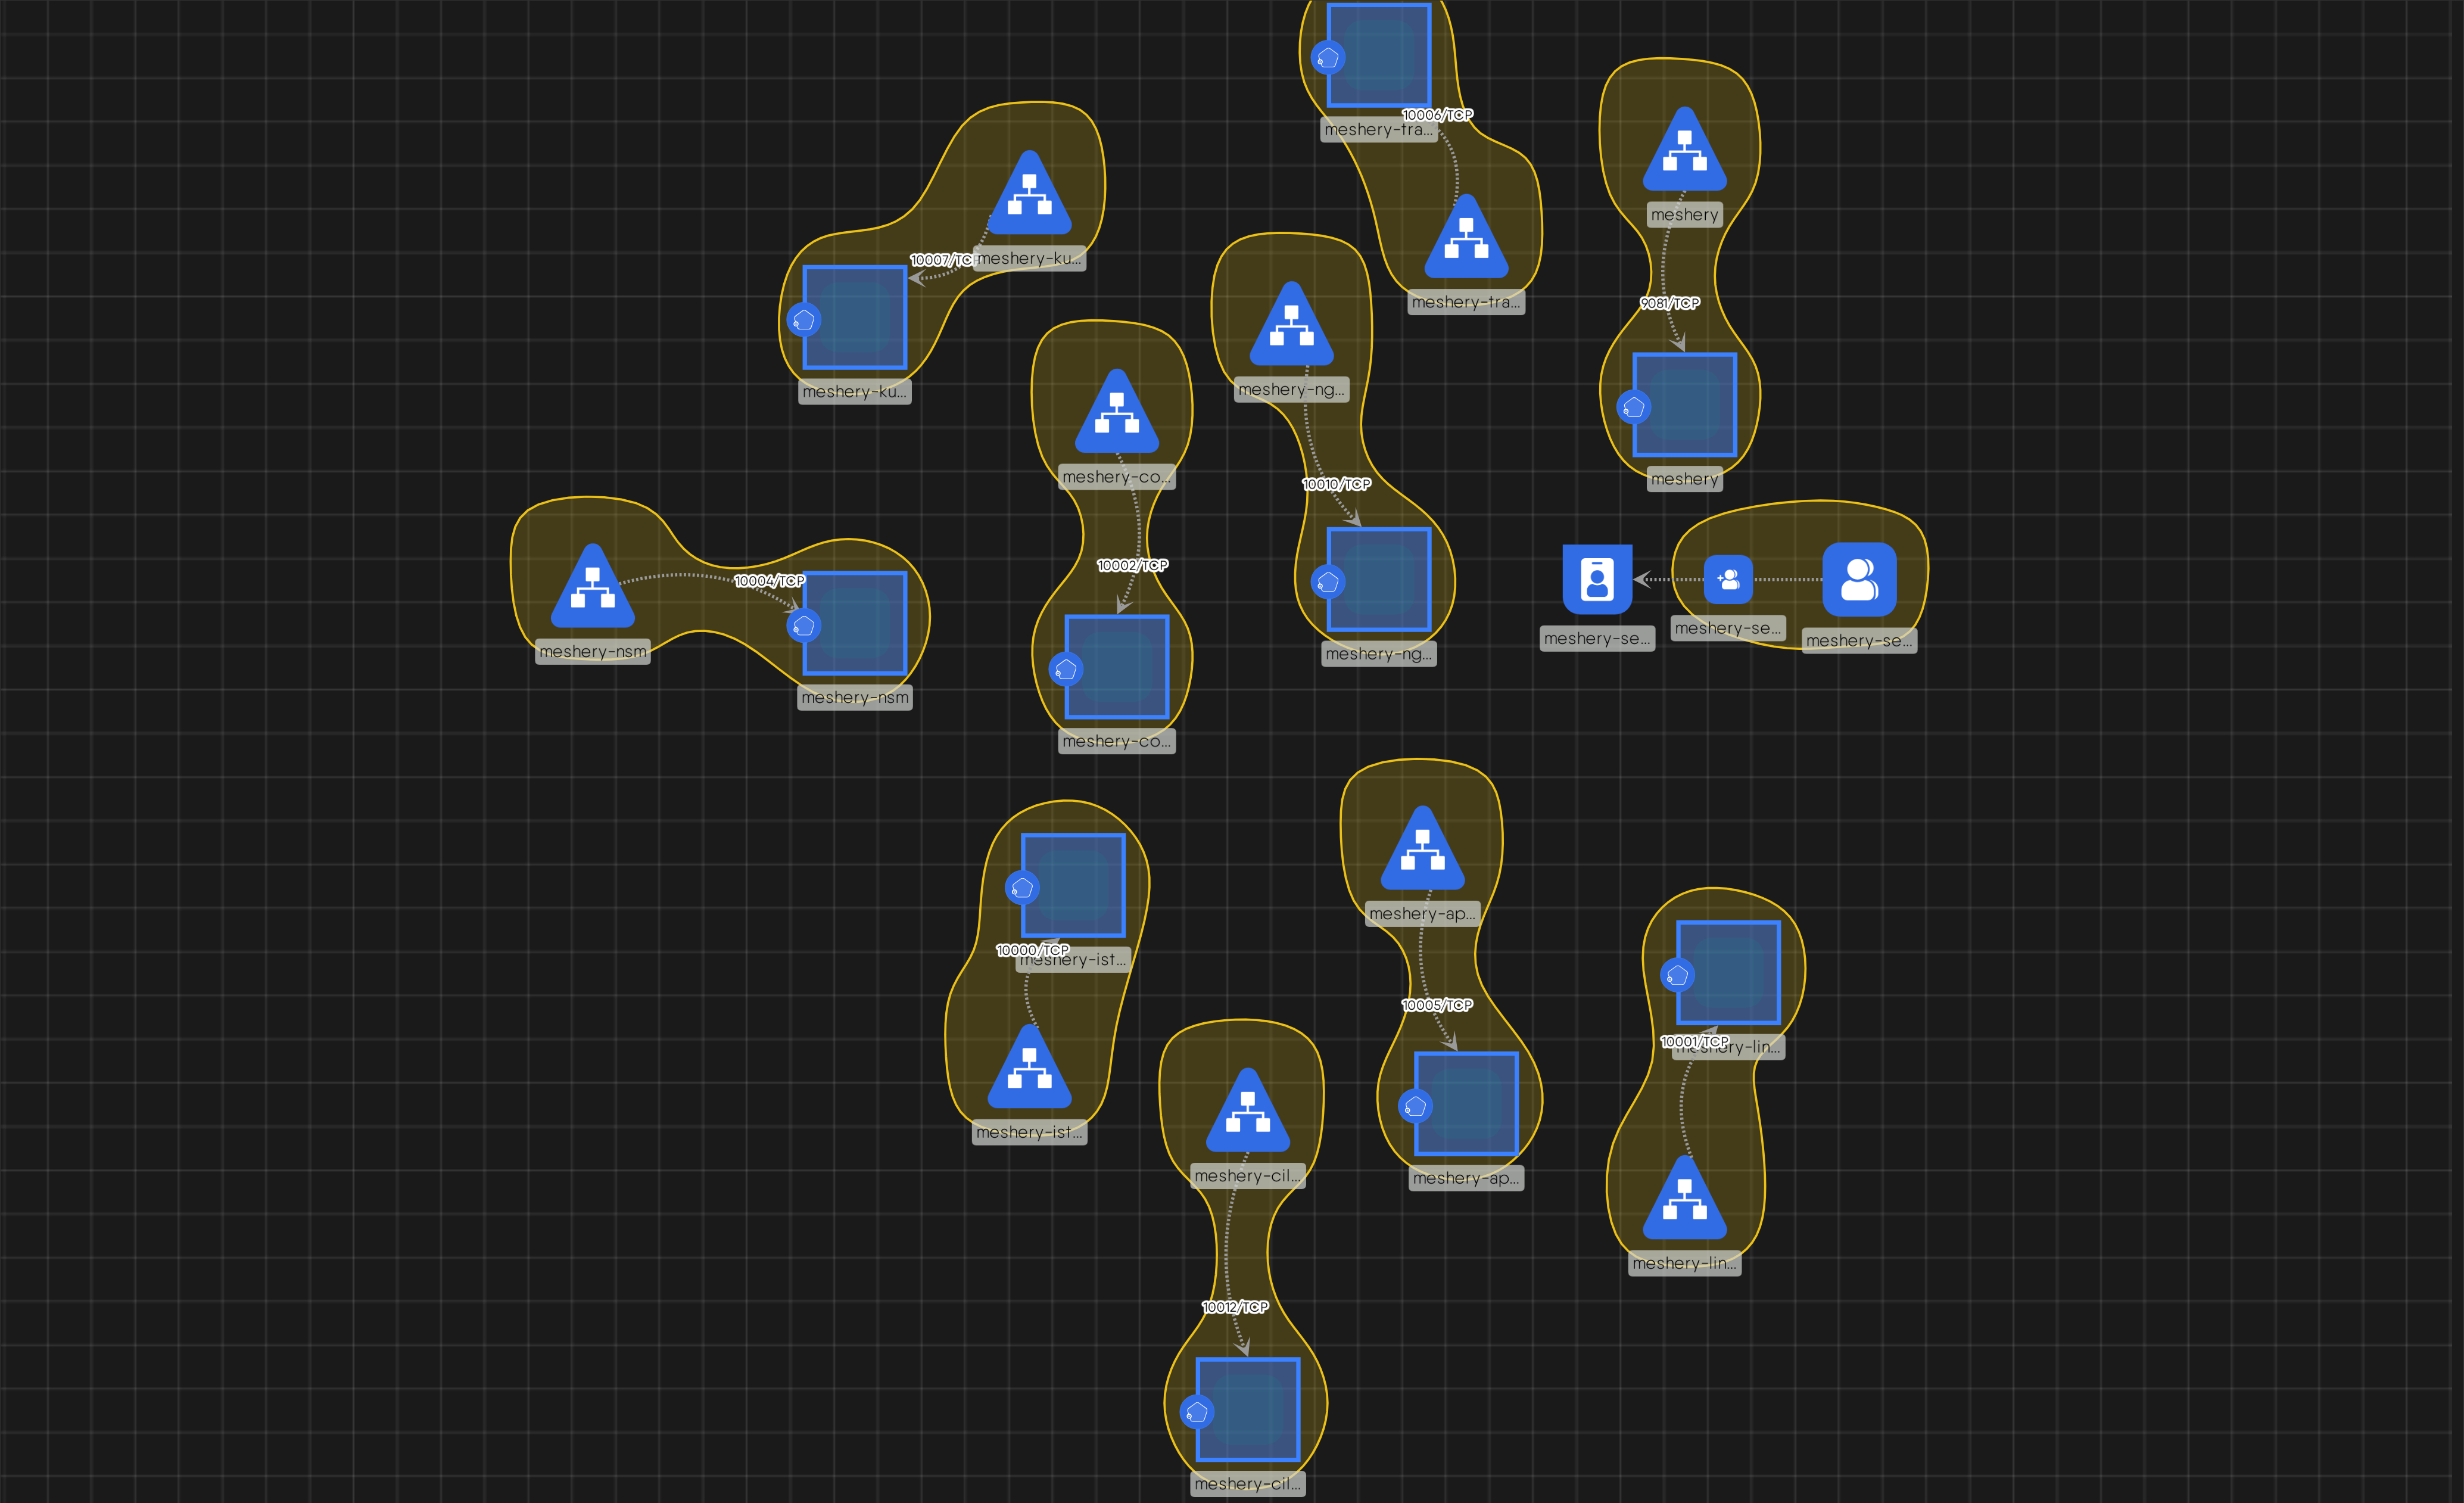 10006/TCP
meshery-tra...
meshery
10007/TCP
meshery-ku...
meshery-tra...
9081/TCP
meshery-ku...
meshery-ng...
meshery-co...
meshery
10010/TCP
10002/TCP
10004/TCP
meshery-se...
meshery-se...
meshery-se...
meshery-nsm
meshery-ng...
meshery-nsm
meshery-co...
meshery-ap...
10000/TCP
meshery-ist...
10005/TCP
10001/TCP
meshery-lin...
meshery-ist...
meshery-cil...
meshery-ap...
meshery-lin...
10012/TCP
meshery-cil...